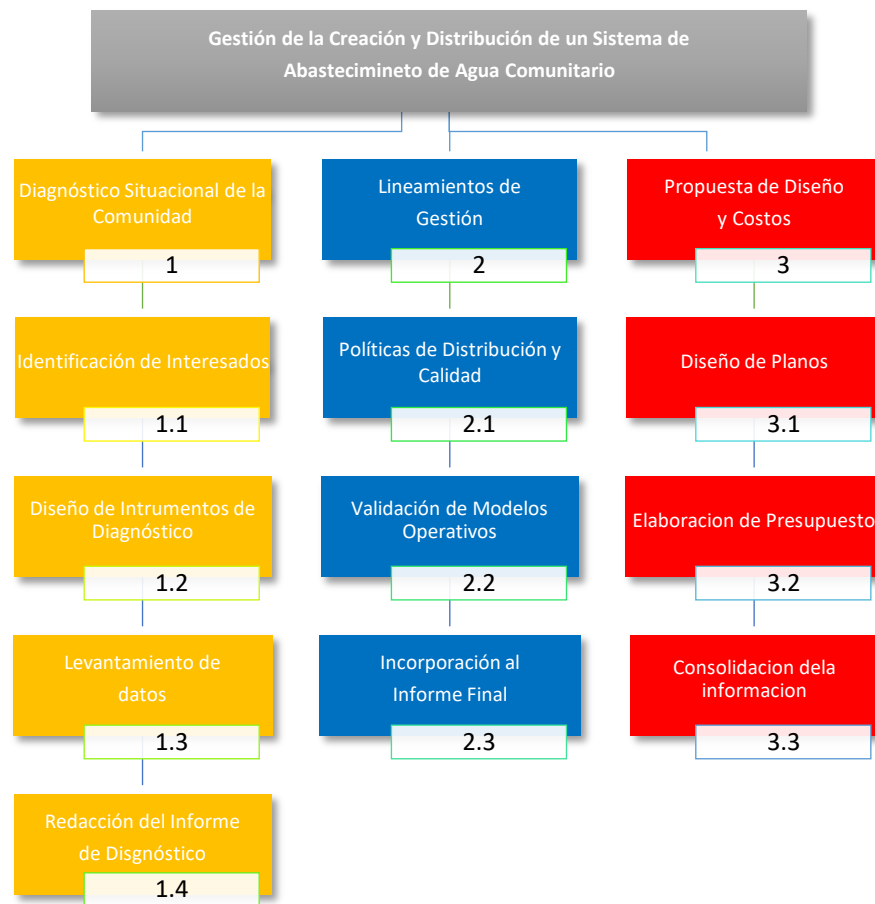 Gestión de la Creación y Distribución de un Sistema de
Abastecimineto de Agua Comunitario
Diagnóstico Situacional de la
Comunidad
1
Identificación de Interesados
1.1
Diseño de Intrumentos de
Diagnóstico
1.2
Levantamiento de
datos
1.3
Redacción del Informe
de Disgnóstico
1.4
Lineamientos de
Gestión
2
Políticas de Distribución y
Calidad
2.1
Validación de Modelos
Operativos
2.2
Incorporación al
Informe Final
2.3
Propuesta de Diseño
y Costos
3
Diseño de Planos
3.1
Elaboracion de Presupuesto
3.2
Consolidacion dela
informacion
3.3